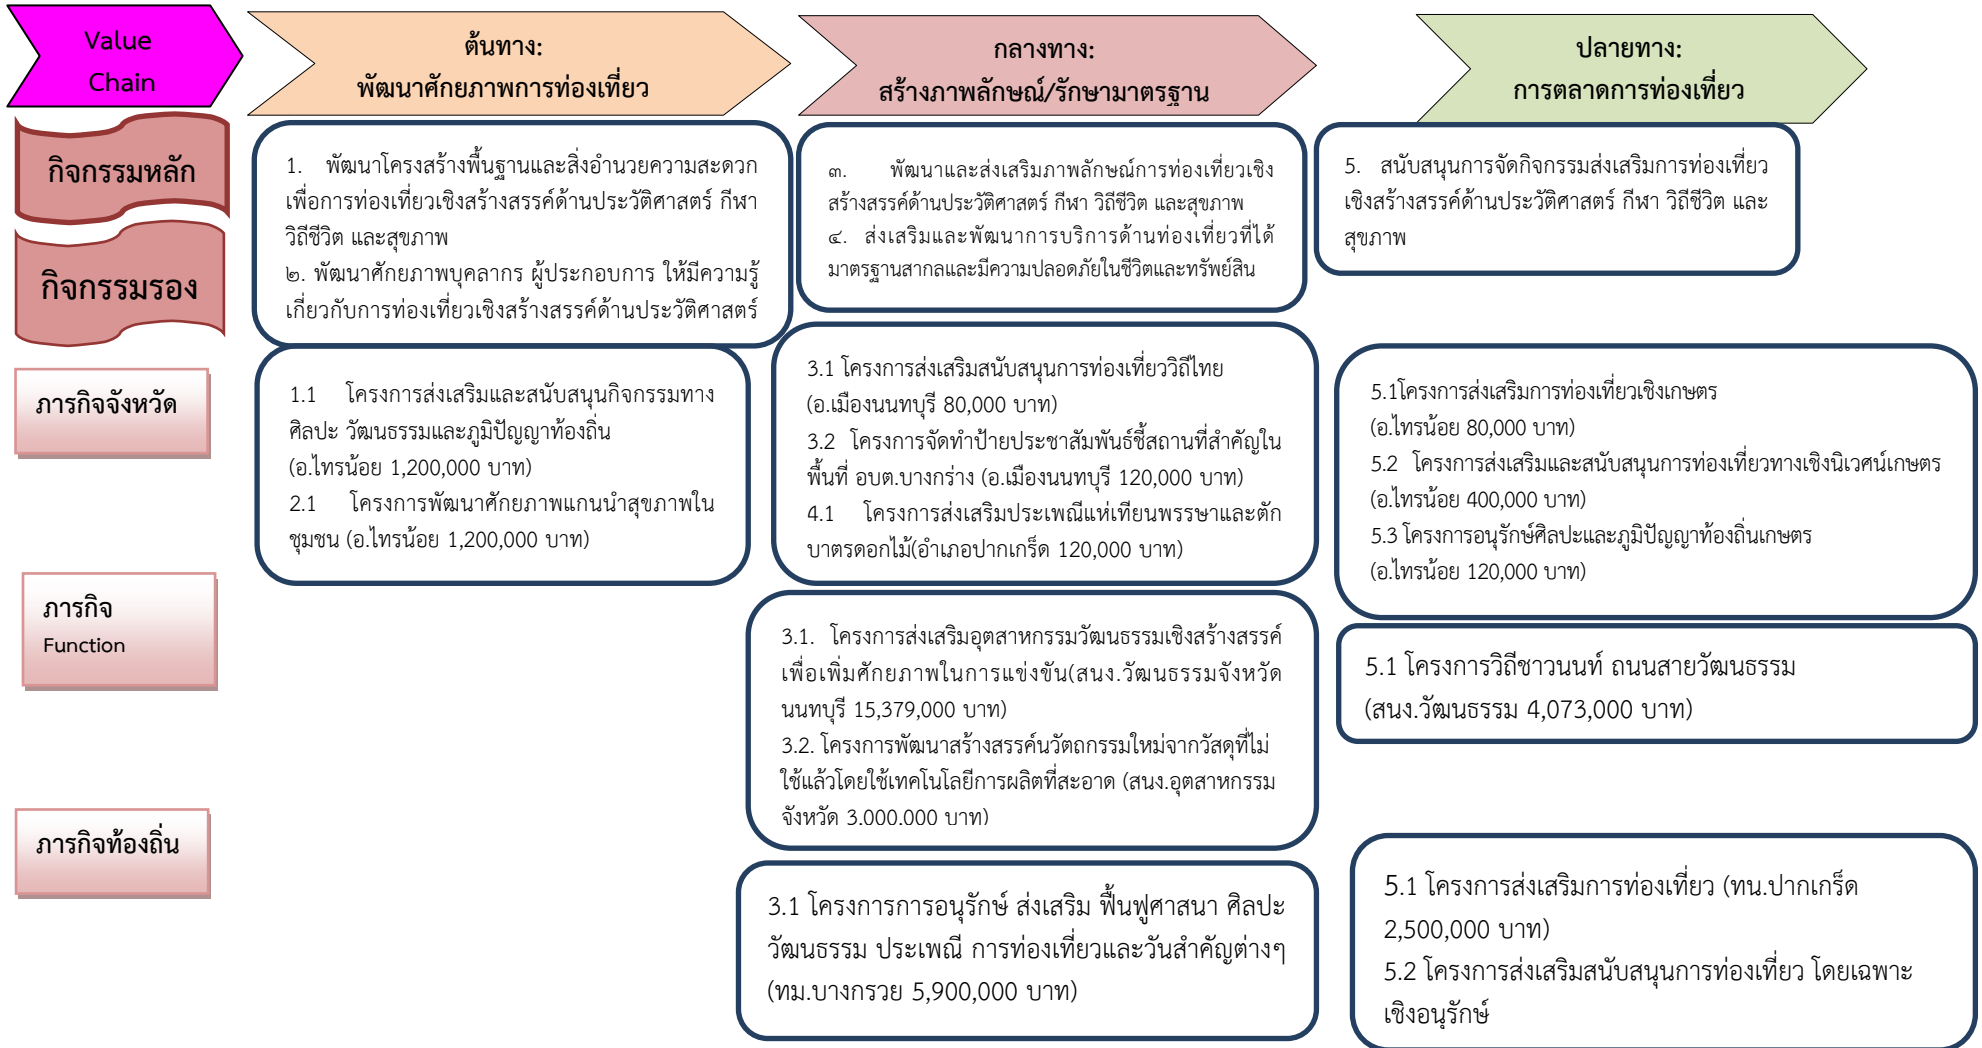 Value
Chain
ต้นทาง:
พัฒนาศักยภาพการท่องเที่ยว
กลางทาง:
สร้างภาพลักษณ์/รักษามาตรฐาน
ปลายทาง:
การตลาดการท่องเที่ยว
กิจกรรมหลัก
กิจกรรมรอง
1. พัฒนาโครงสร้างพื้นฐานและสิ่งอำนวยความสะดวก
เพื่อการท่องเที่ยวเชิงสร้างสรรค์ด้านประวัติศาสตร์ กีฬา
วิถีชีวิต และสุขภาพ
๒. พัฒนาศักยภาพบุคลากร ผู้ประกอบการ ให้มีความรู้
เกี่ยวกับการท่องเที่ยวเชิงสร้างสรรค์ด้านประวัติศาสตร์
๓. พัฒนาและส่งเสริมภาพลักษณ์การท่องเที่ยวเชิง
สร้างสรรค์ด้านประวัติศาสตร์ กีฬา วิถีชีวิต และสุขภาพ
๔. ส่งเสริมและพัฒนาการบริการด้านท่องเที่ยวที่ได้
มาตรฐานสากลและมีความปลอดภัยในชีวิตและทรัพย์สิน
5. สนับสนุนการจัดกิจกรรมส่งเสริมการท่องเที่ยว
เชิงสร้างสรรค์ด้านประวัติศาสตร์ กีฬา วิถีชีวิต และ
สุขภาพ
ภารกิจจังหวัด
1.1 โครงการส่งเสริมและสนับสนุนกิจกรรมทาง
ศิลปะ วัฒนธรรมและภูมิปัญญาท้องถิ่น
(อ.ไทรน้อย 1,200,000 บาท)
2.1 โครงการพัฒนาศักยภาพแกนนำสุขภาพใน
ชุมชน (อ.ไทรน้อย 1,200,000 บาท)
3.1 โครงการส่งเสริมสนับสนุนการท่องเที่ยววิถีไทย
(อ.เมืองนนทบุรี 80,000 บาท)
3.2 โครงการจัดทำป้ายประชาสัมพันธ์ชี้สถานที่สำคัญใน
พื้นที่ อบต.บางกร่าง (อ.เมืองนนทบุรี 120,000 บาท)
4.1 โครงการส่งเสริมประเพณีแห่เทียนพรรษาและตัก
บาตรดอกไม้(อำเภอปากเกร็ด 120,000 บาท)
5.1โครงการส่งเสริมการท่องเที่ยวเชิงเกษตร
(อ.ไทรน้อย 80,000 บาท)
5.2 โครงการส่งเสริมและสนับสนุนการท่องเที่ยวทางเชิงนิเวศน์เกษตร
(อ.ไทรน้อย 400,000 บาท)
5.3 โครงการอนุรักษ์ศิลปะและภูมิปัญญาท้องถิ่นเกษตร
(อ.ไทรน้อย 120,000 บาท)
ภารกิจ
Function
3.1. โครงการส่งเสริมอุตสาหกรรมวัฒนธรรมเชิงสร้างสรรค์
เพื่อเพิ่มศักยภาพในการแข่งขัน(สนง.วัฒนธรรมจังหวัด
นนทบุรี 15,379,000 บาท)
3.2. โครงการพัฒนาสร้างสรรค์นวัตถกรรมใหม่จากวัสดุที่ไม่
ใช้แล้วโดยใช้เทคโนโลยีการผลิตที่สะอาด (สนง.อุตสาหกรรม
จังหวัด 3,000,000 บาท)
5.1 โครงการวิถีชาวนนท์ ถนนสายวัฒนธรรม
(สนง.วัฒนธรรม 4,073,000 บาท)
ภารกิจท้องถิ่น
3.1 โครงการการอนุรักษ์ ส่งเสริม ฟื้นฟูศาสนา ศิลปะ
วัฒนธรรม ประเพณี การท่องเที่ยวและวันสำคัญต่างๆ
(ทม.บางกรวย 5,900,000 บาท)
5.1 โครงการส่งเสริมการท่องเที่ยว (ทน.ปากเกร็ด
2,500,000 บาท)
5.2 โครงการส่งเสริมสนับสนุนการท่องเที่ยว โดยเฉพาะ
เชิงอนุรักษ์